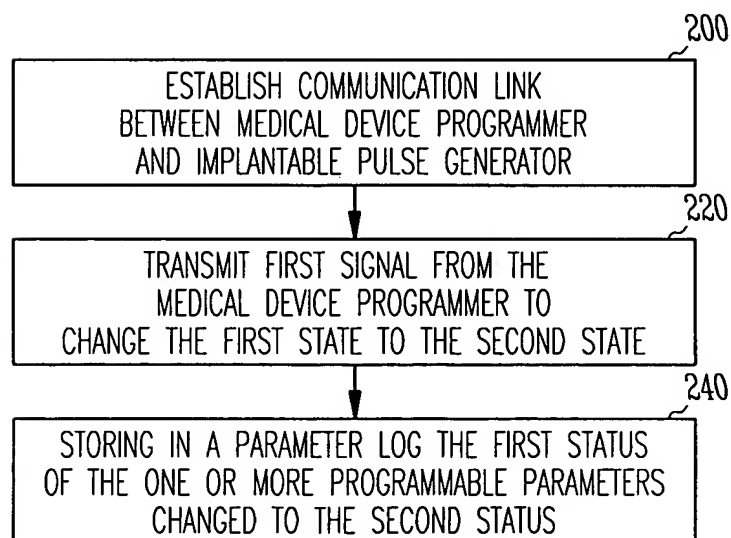 200
ESTABLISH COMMUNICATION LINK
BETWEEN MEDICAL DEVICE PROGRAMMER
AND IMPLANTABLE PULSE GENERATOR
220
TRANSMIT FIRST SIGNAL FROM THE
MEDICAL DEVICE PROGRAMMER TO
CHANGE THE FIRST STATE TO THE SECOND STATE
240
STORING IN A PARAMETER LOG THE FIRST STATUS
OF THE ONE OR MORE PROGRAMMABLE PARAMETERS
CHANGED TO THE SECOND STATUS